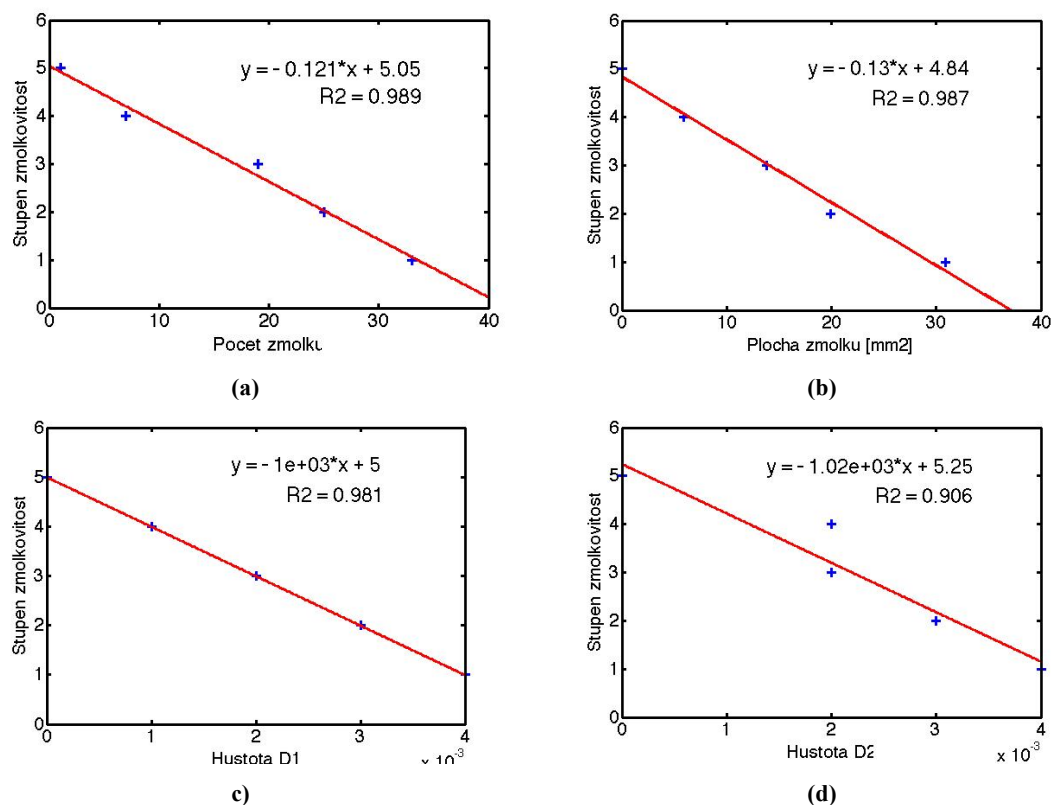 6
5
4
3
2
1
0
Stupen zmolkovitost
y = - 0.121*x + 5.05
R2 = 0.989
0 10 20 30 40
Pocet zmolku
(a)
6
5
4
3
2
1
0
Stupen zmolkovitost
y = - 0.13*x + 4.84
R2 = 0.987
0 10 20 30 40
Plocha zmolku [mm2]
(b)
6
5
4
3
2
1
0
Stupen zmolkovitost
y = - 1e+03*x + 5
R2 = 0.981
0 1 2 3 4
Hustota D1
x 10-3
c)
6
5
4
3
2
1
0
Stupen zmolkovitost
y = - 1.02e+03*x + 5.25
R2 = 0.906
0 1 2 3 4
Hustota D2
x 10-3
(d)